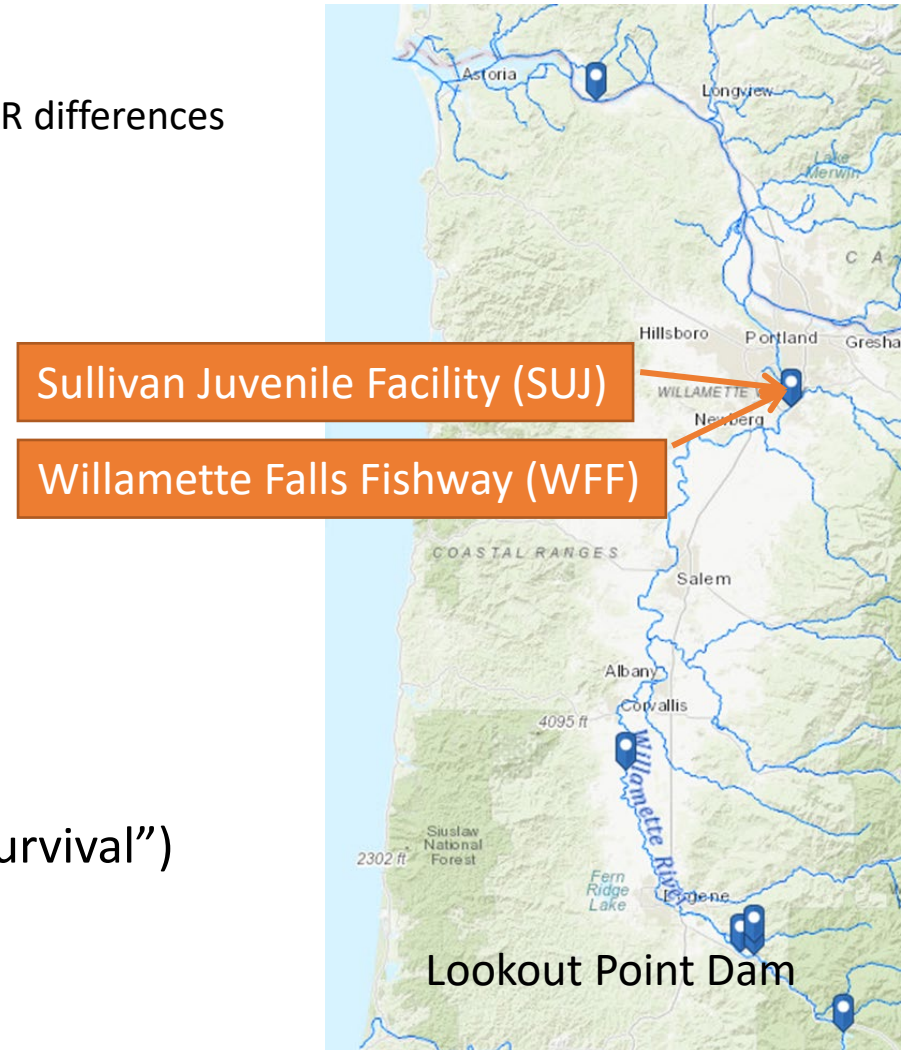 R differences
Sullivan Juvenile Facility (SUJ)
Willamette Falls Fishway (WFF)
urvival”)
Astoria
Longview
Lake
Merwin
C A
Hillsboro
Portland
Gresha
WILLAMETTE V
Newberg
COASTAL RANGES
Salem
Albany
Corvallis
4095 ft
Willamette River
Siuslaw
National
Forest
2302 ft
Fern
Ridge
Lake
Eugene
Lookout Point Dam